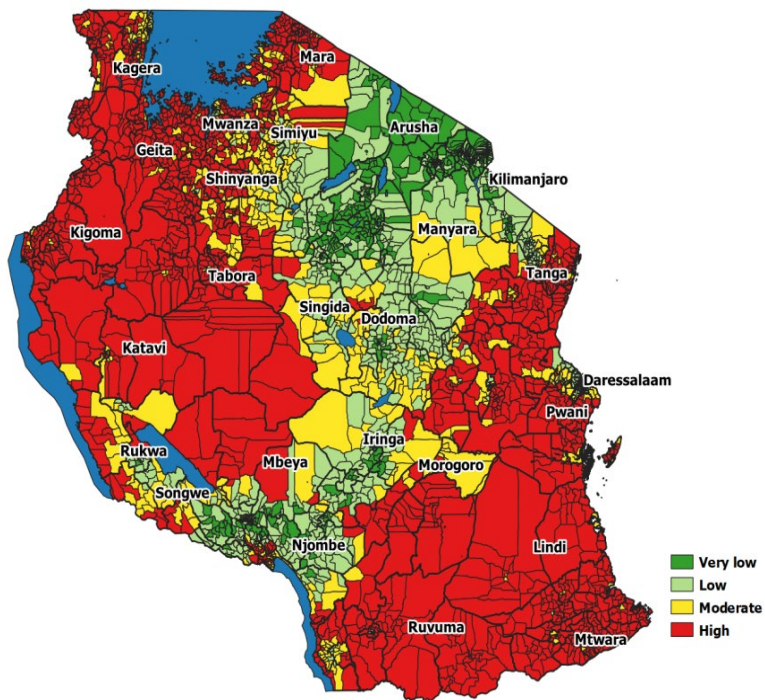 Mara
Kagera
Mwanza
Arusha
Simiyu
Geita
Shinyanga
Kilimanjaro
Kigoma
Manyara
Tabora
Tanga
Singida
Dodoma
Katavi
Daressalaam
Pwani
Iringa
Rukwa
Mbeya
Morogoro
Songwe
Njombe
Lindi
Ruvuma
Mtwara
Very low
Low
Moderate
High